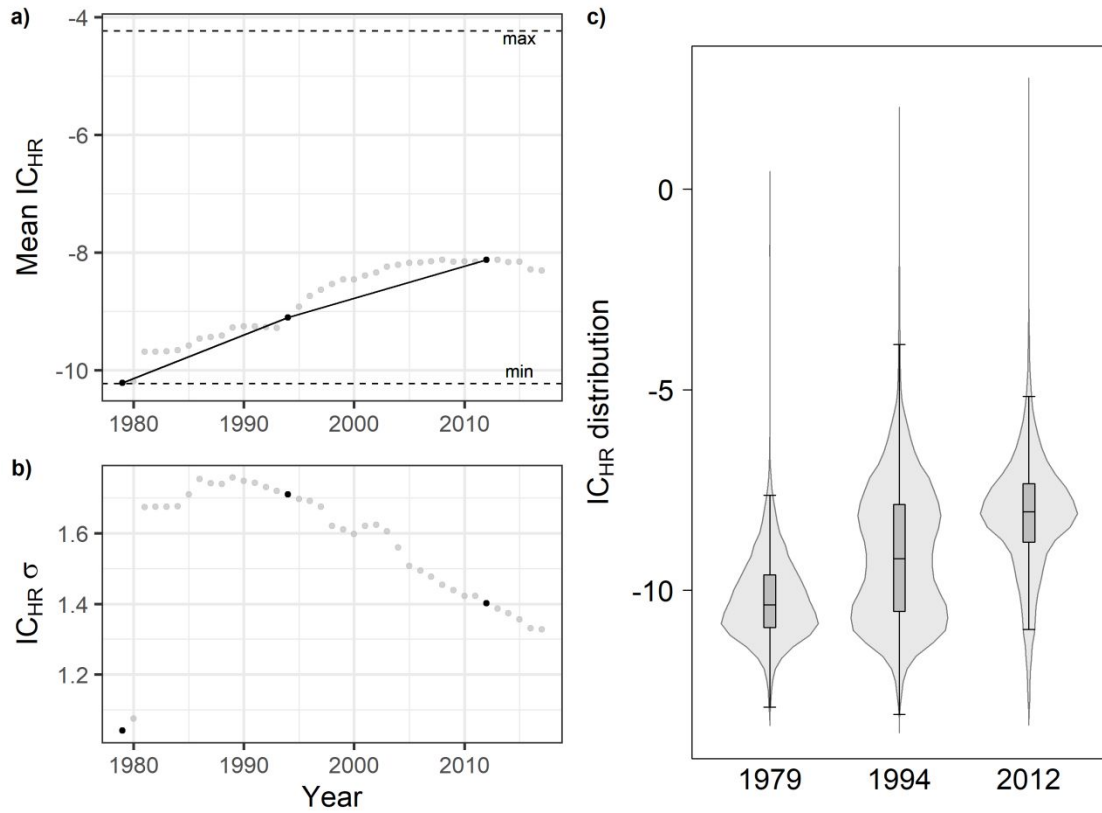 a)
-4
max
-6
Mean IC_HR
-8
-10
min
1980 1990 2000 2010
b)
1.6
IC_HR σ
1.4
1.2
1980 1990 2000 2010
Year
c)
0
-5
IC_HR distribution
-10
1979 1994 2012